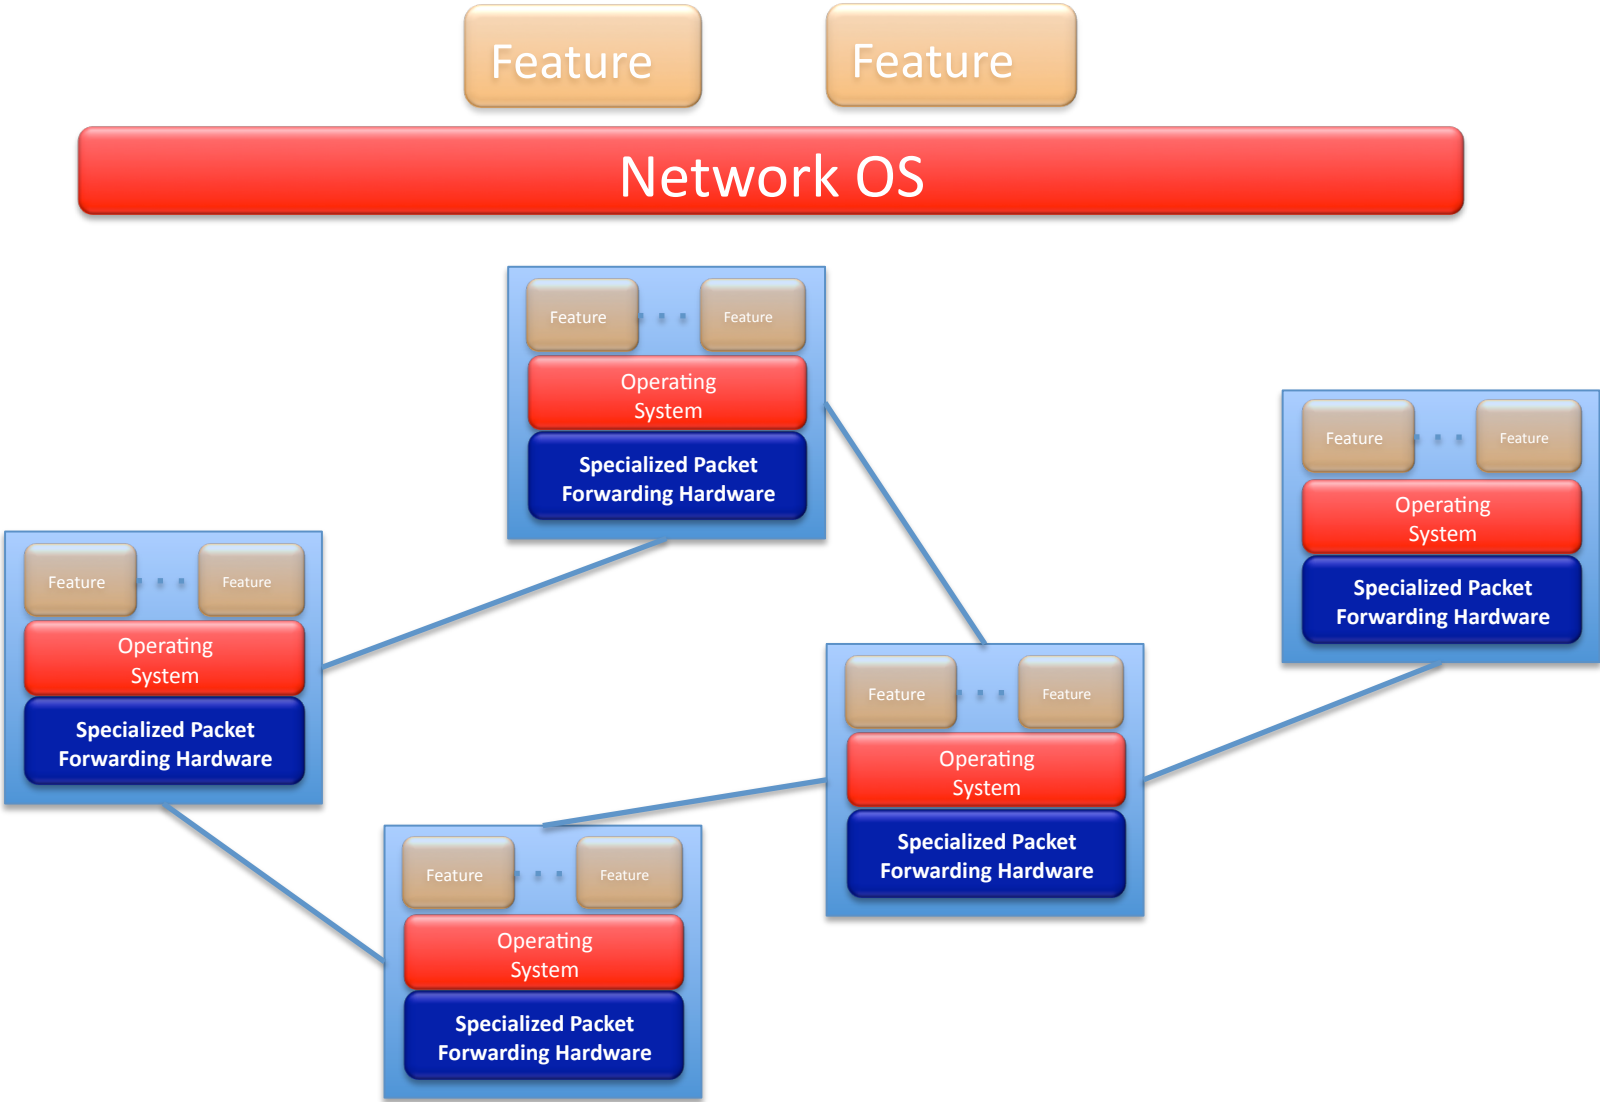 Feature
Feature
Network OS
Feature
. . .
Feature
Operating
System
Specialized Packet
Forwarding Hardware
Feature
. . .
Feature
Operating
System
Specialized Packet
Forwarding Hardware
Feature
. . .
Feature
Operating
System
Specialized Packet
Forwarding Hardware
Feature
. . .
Feature
Operating
System
Specialized Packet
Forwarding Hardware
Feature
. . .
Feature
Operating
System
Specialized Packet
Forwarding Hardware